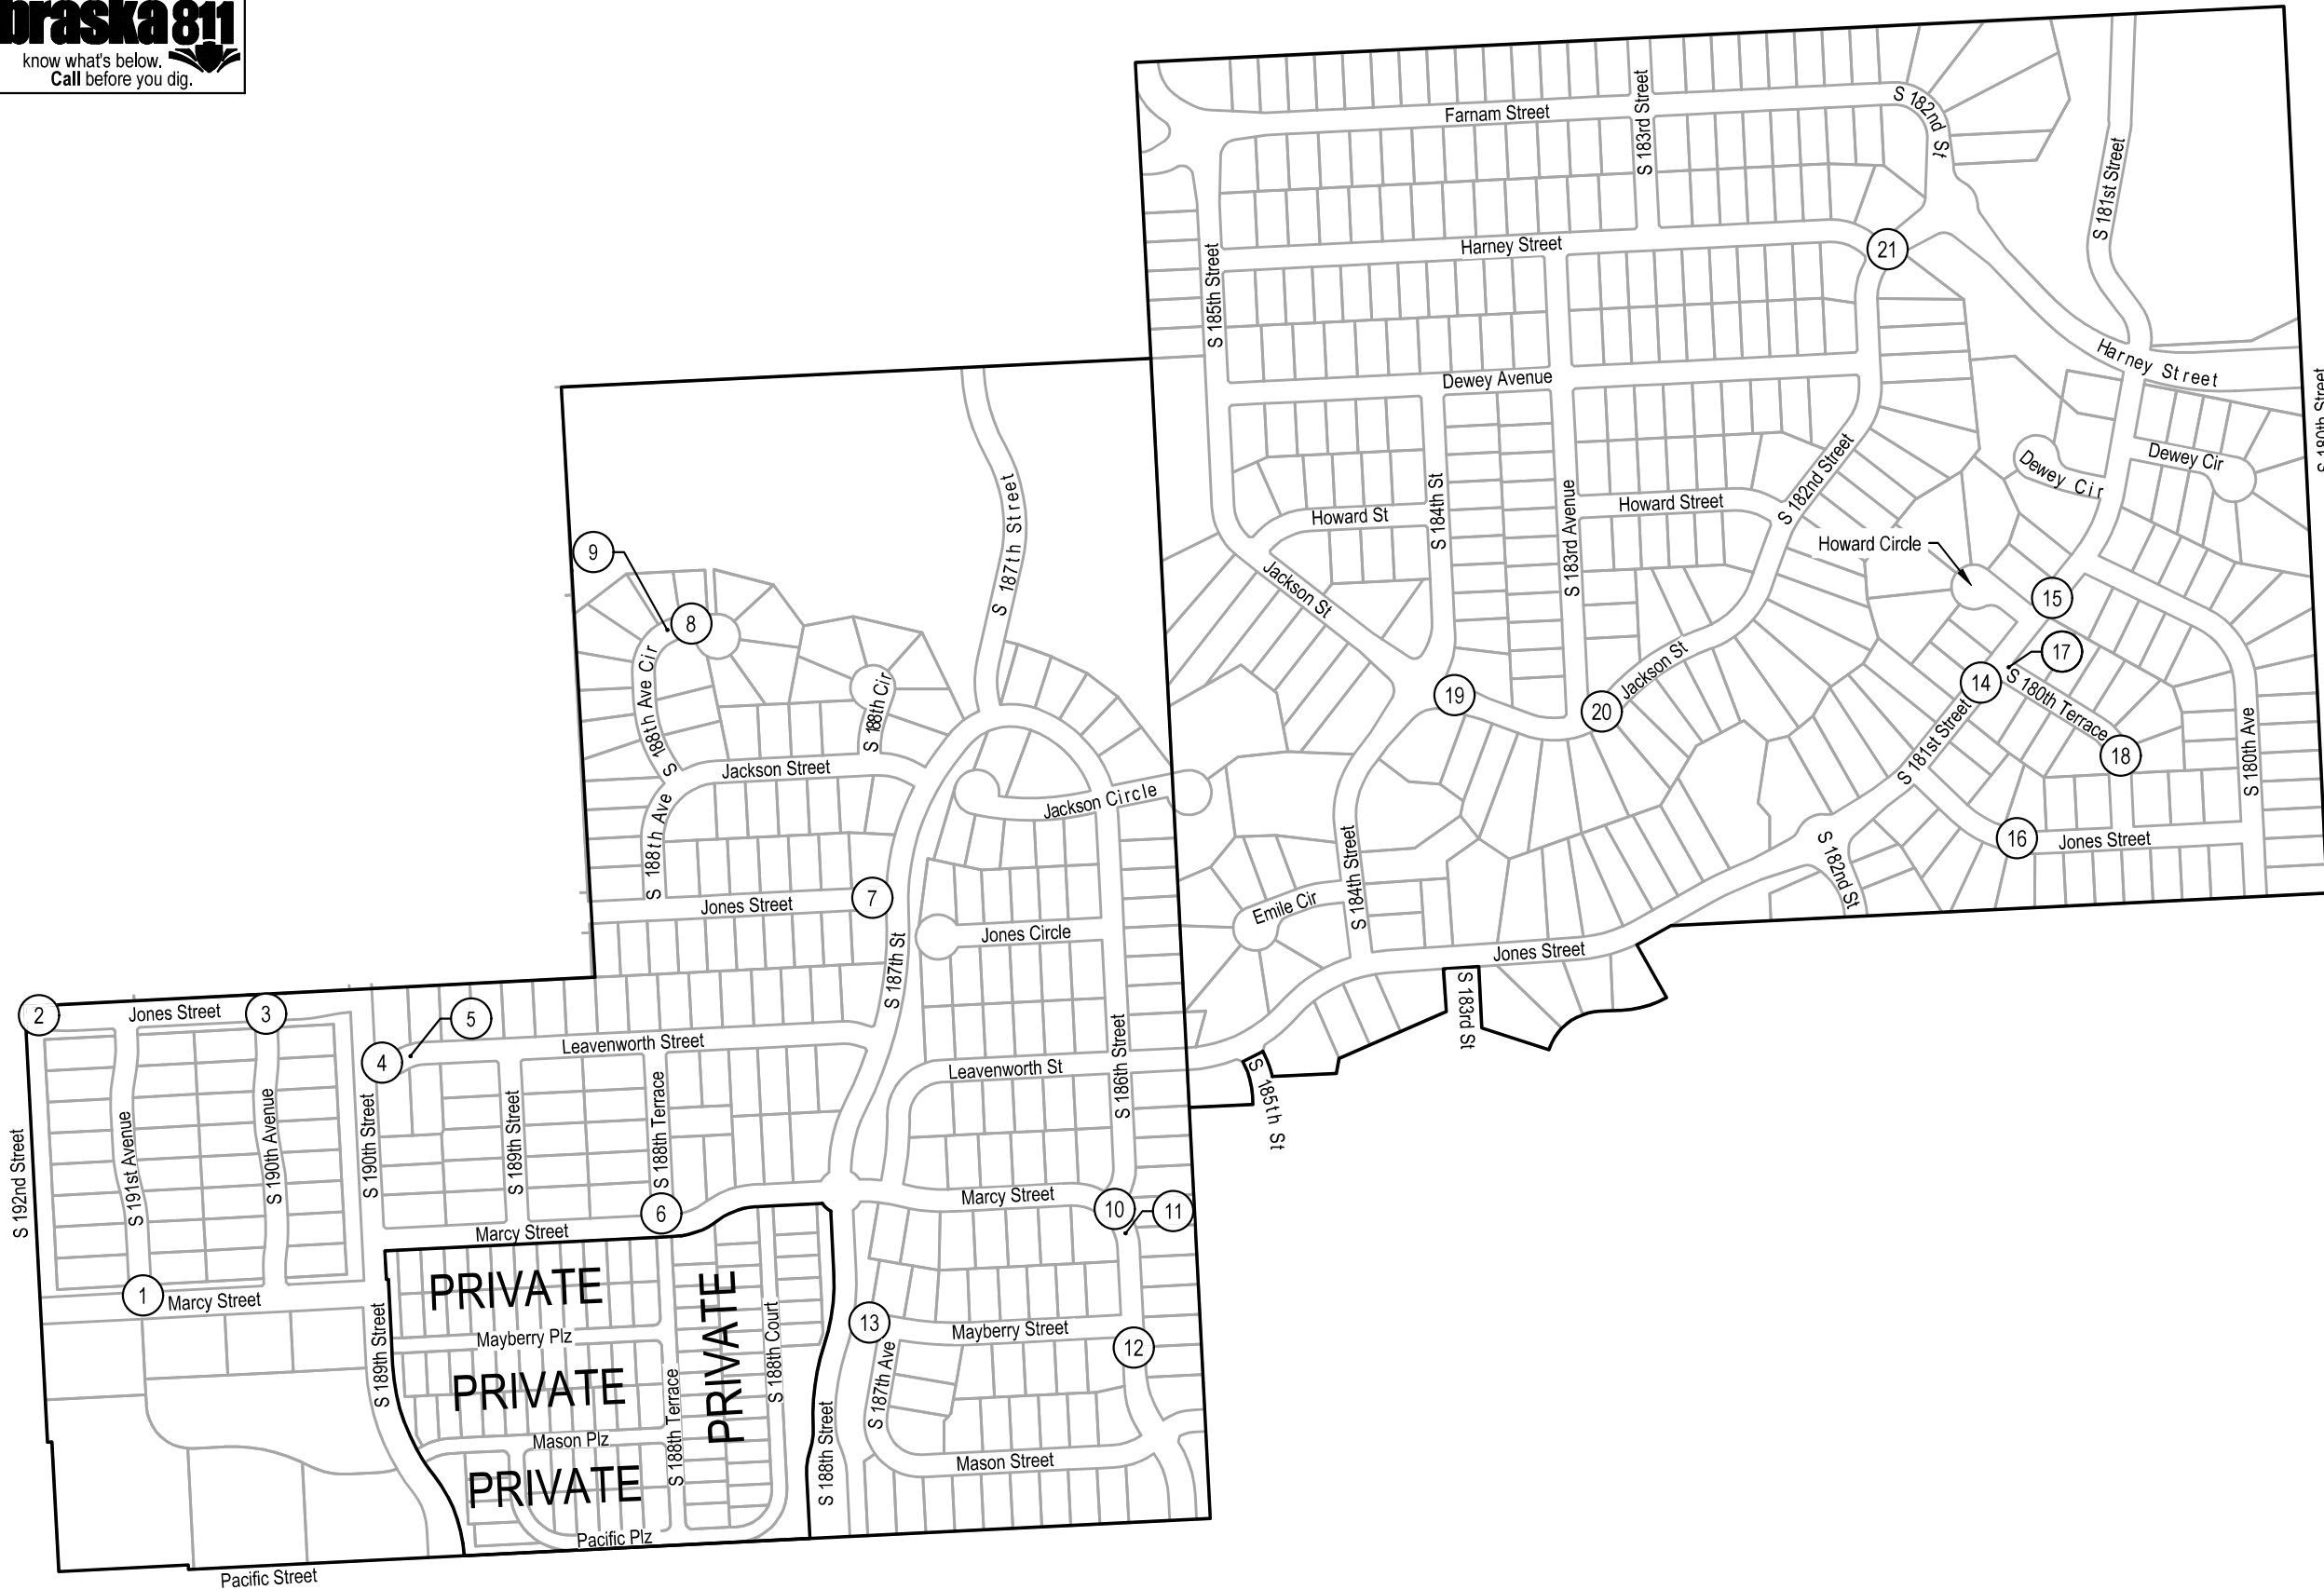 braska 811
know what's below.
Call before you dig.
Farnam Street
S 183rd Street
S 182nd St
S 181st Street
Harney Street
21
S 185th Street
Harney Street
S 180th Street
Dewey Avenue
Dewey Cir
Dewey Cir
S 182nd Street
S 184th St
Howard Street
Howard St
S 183rd Avenue
Howard Circle
S 187th Street
9
Jackson St
15
8
17
S 188th Ave Cir
14
S 180th Terrace
Jackson St
19
20
S 188th Cir
S 181st Street
18
S 180th Ave
Jackson Street
Jackson Circle
S 188th Ave
16
Jones Street
S 184th Street
S 182nd St
7
Jones Street
Emile Cir
Jones Circle
Jones Street
S 187th St
S 183rd St
2
Jones Street
3
5
4
Leavenworth Street
Leavenworth St
S 186th Street
S 185th St
S 192nd Street
S 191st Avenue
S 190th Avenue
S 190th Street
S 189th Street
S 188th Terrace
Marcy Street
10
11
6
Marcy Street
1
Marcy Street
PRIVATE
PRIVATE
S 188th Court
13
Mayberry Street
12
Mayberry Plz
S 189th Street
PRIVATE
S 188th Terrace
S 187th Ave
S 188th Street
Mason Plz
Mason Street
PRIVATE
Pacific Plz
Pacific Street